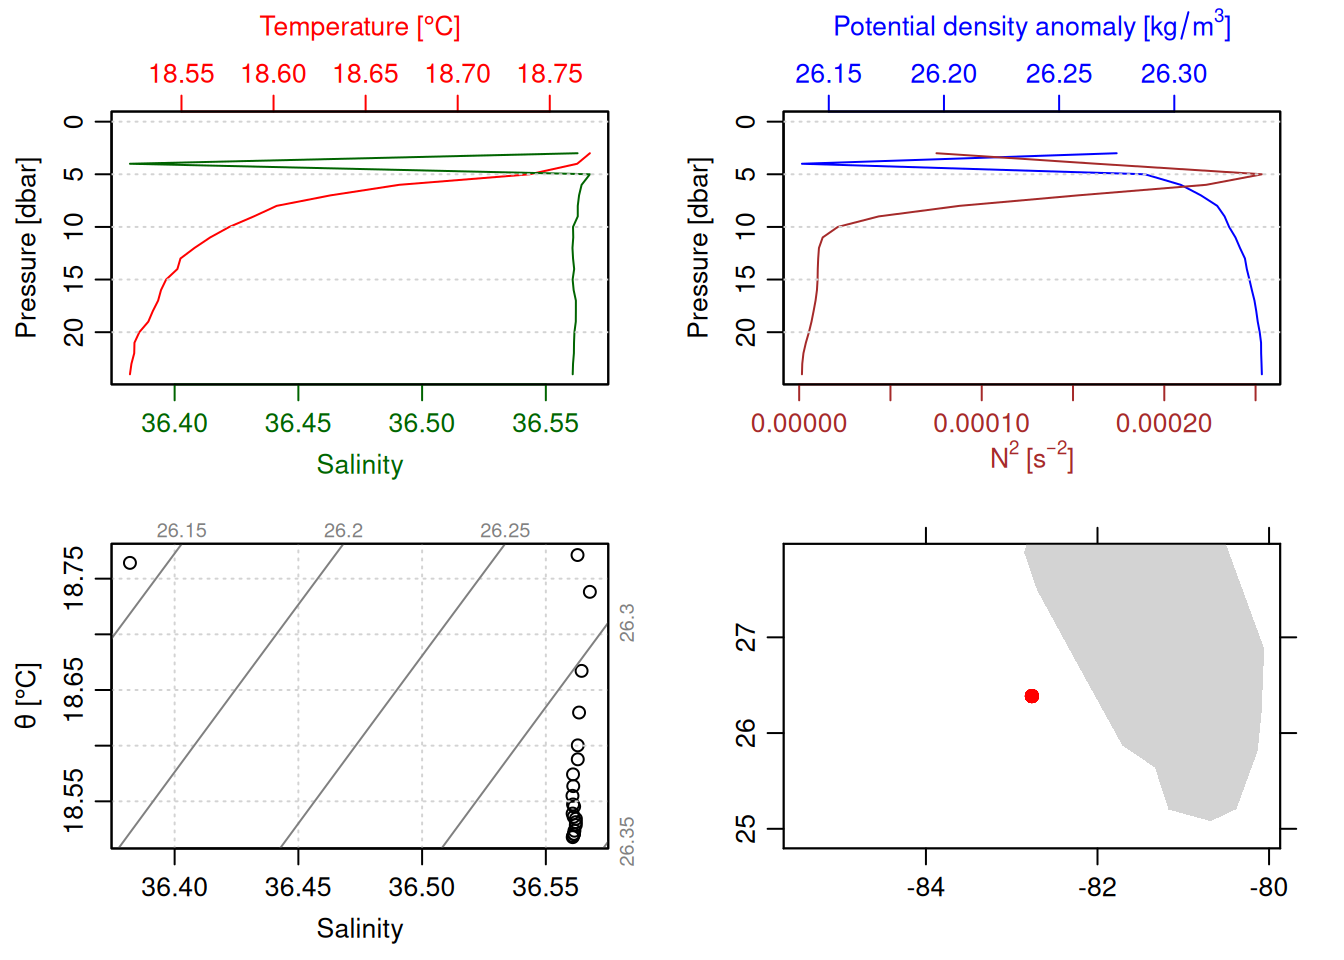 Temperature [°C]
18.55 18.60 18.65 18.70 18.75
Pressure [dbar]
0
5
10
15
20
36.40 36.45 36.50 36.55
Salinity
Potential density anomaly [kg/m³]
26.15 26.20 26.25 26.30
Pressure [dbar]
0
5
10
15
20
0.00000 0.00010 0.00020
N² [s⁻²]
26.15 26.2 26.25
26.3
26.35
θ [°C]
18.75
18.65
18.55
36.40 36.45 36.50 36.55
Salinity
27
26
25
-84 -82 -80